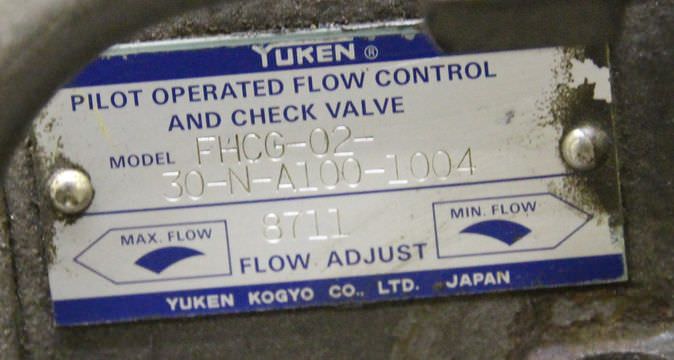 YUKEN ®
PILOT OPERATED FLOW CONTROL
AND CHECK VALVE
MODEL FHCG-02-
30-N-A100-1004
MAX. FLOW
8711
MIN. FLOW
FLOW ADJUST
YUKEN KOGYO CO., LTD. JAPAN